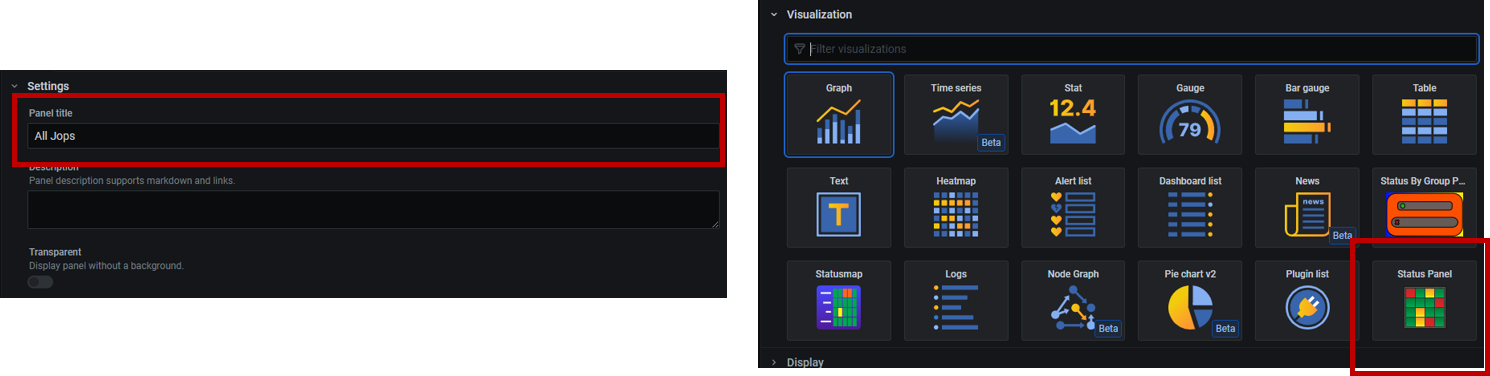 Settings
Panel title
All Jops
Description
Panel description supports markdown and links.
Transparent
Display panel without a background.
Visualization
Filter visualizations
Graph
Time series
Beta
Stat
12.4
Gauge
79
Bar gauge
Table
Text
T
Heatmap
Alert list
Dashboard list
News
news
Beta
Status By Group P...
Statusmap
Logs
Node Graph
Beta
Pie chart v2
Beta
Plugin list
Status Panel
Display